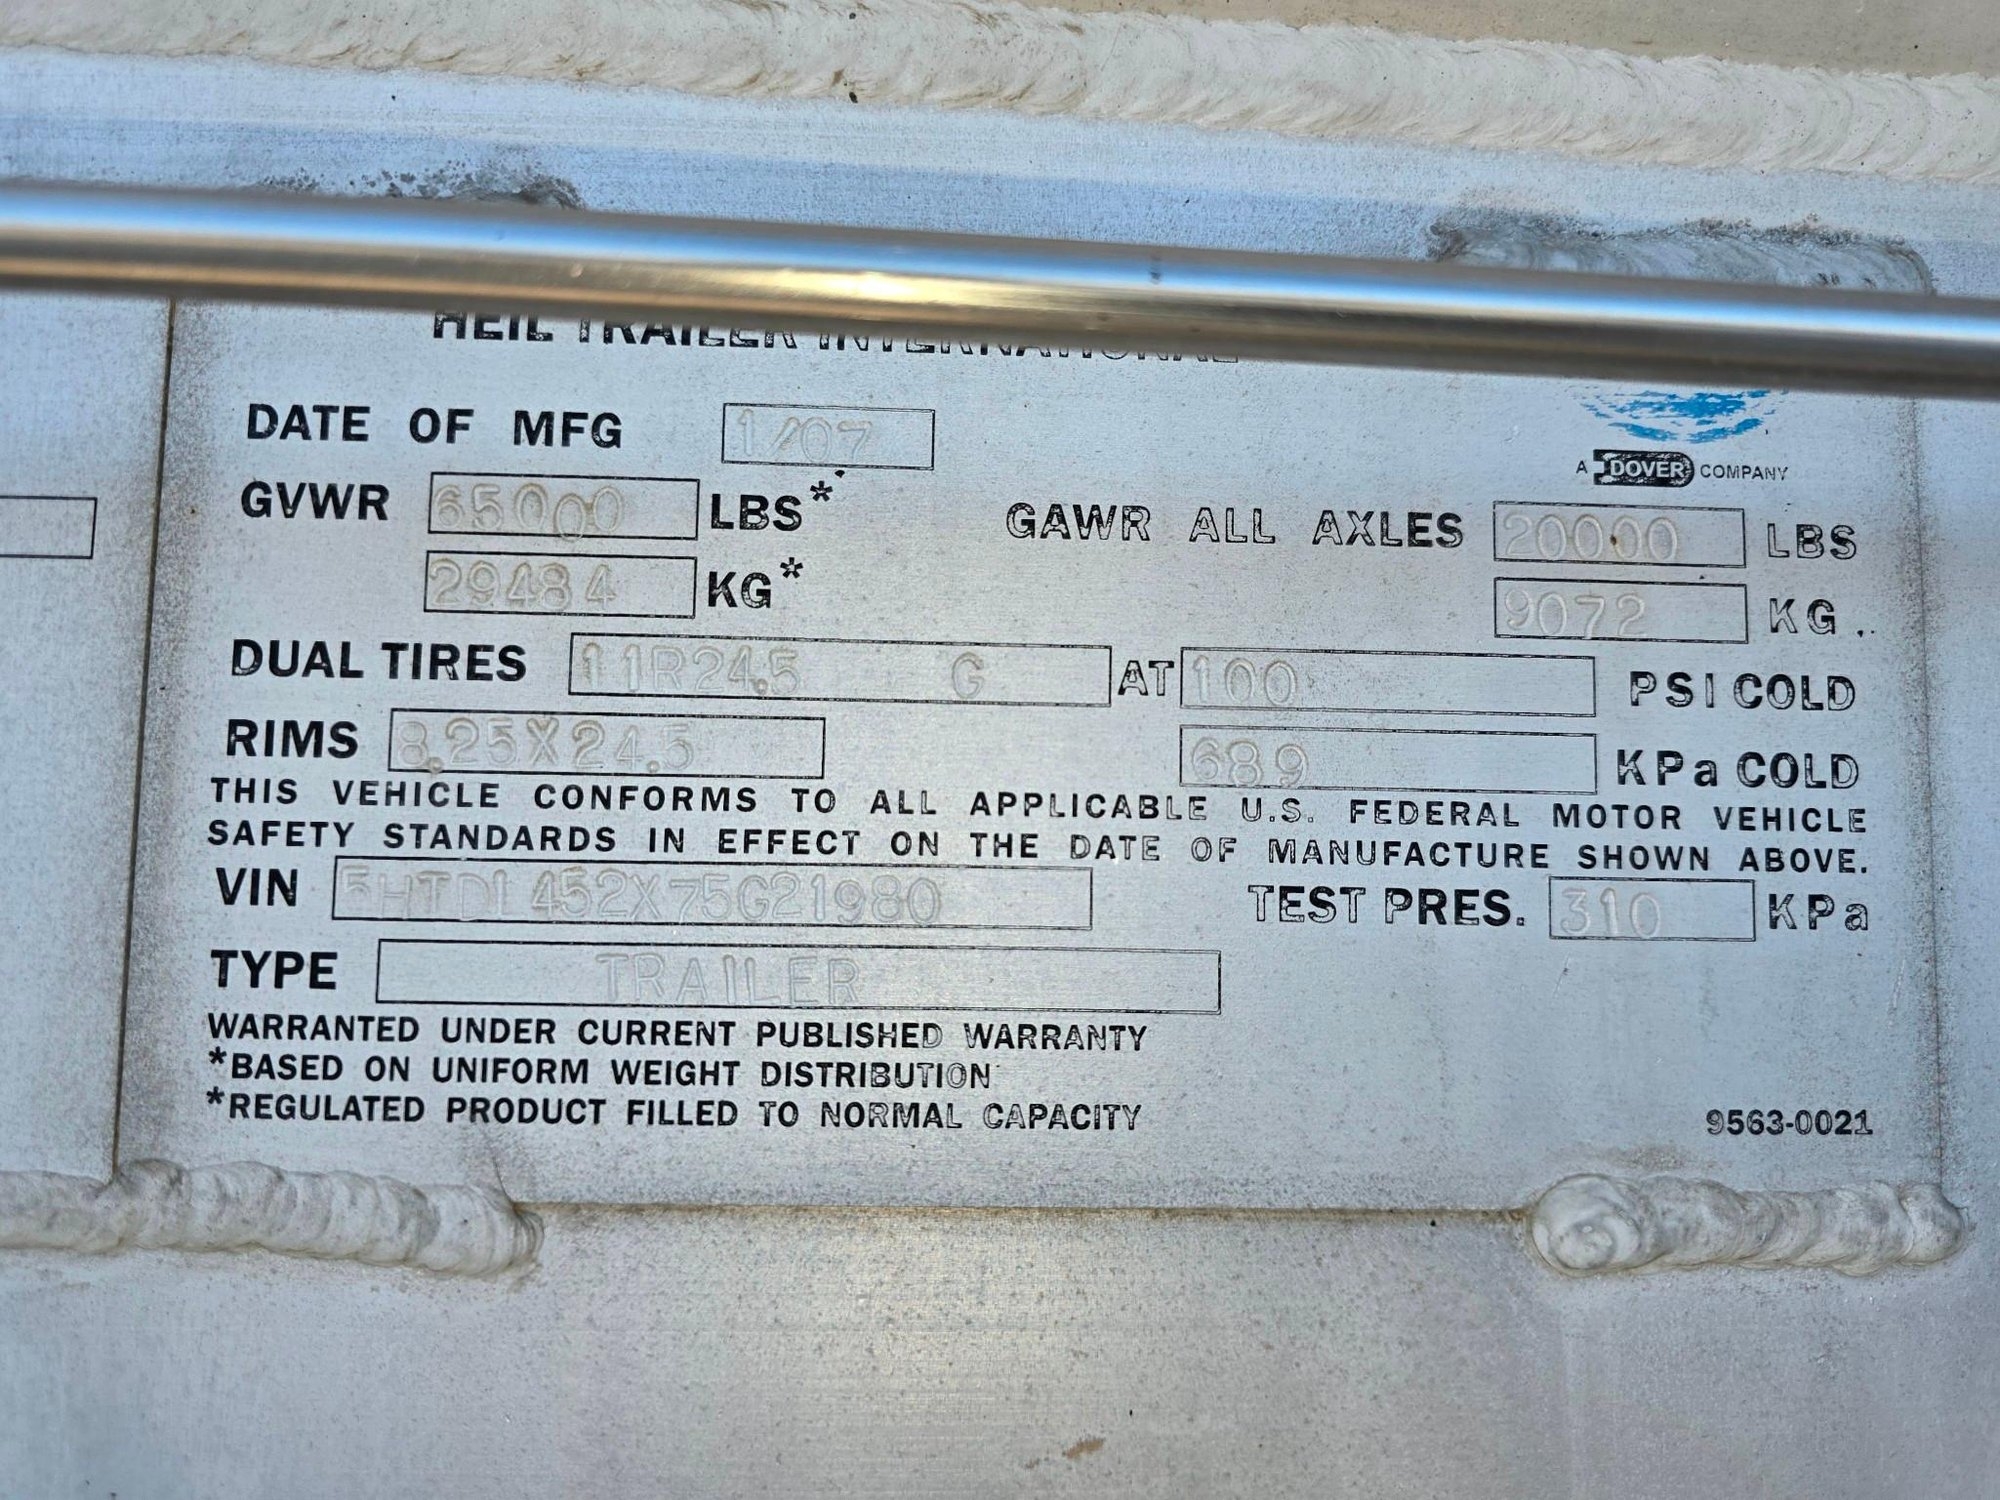 HEIL TRAILER INTERNATIONAL
DATE OF MFG 1/07
A DOVER COMPANY
GVWR 65000 LBS* GAWR ALL AXLES 20000 LBS
29484 KG* 9072 KG.
DUAL TIRES 11R24.5 G AT 100 PSI COLD
RIMS 8.25X24.5 689 KPa COLD
THIS VEHICLE CONFORMS TO ALL APPLICABLE U.S. FEDERAL MOTOR VEHICLE
SAFETY STANDARDS IN EFFECT ON THE DATE OF MANUFACTURE SHOWN ABOVE.
VIN 5HTDL452X75G21980 TEST PRES. 310 KPa
TYPE TRAILER
WARRANTED UNDER CURRENT PUBLISHED WARRANTY
*BASED ON UNIFORM WEIGHT DISTRIBUTION
*REGULATED PRODUCT FILLED TO NORMAL CAPACITY
9563-0021